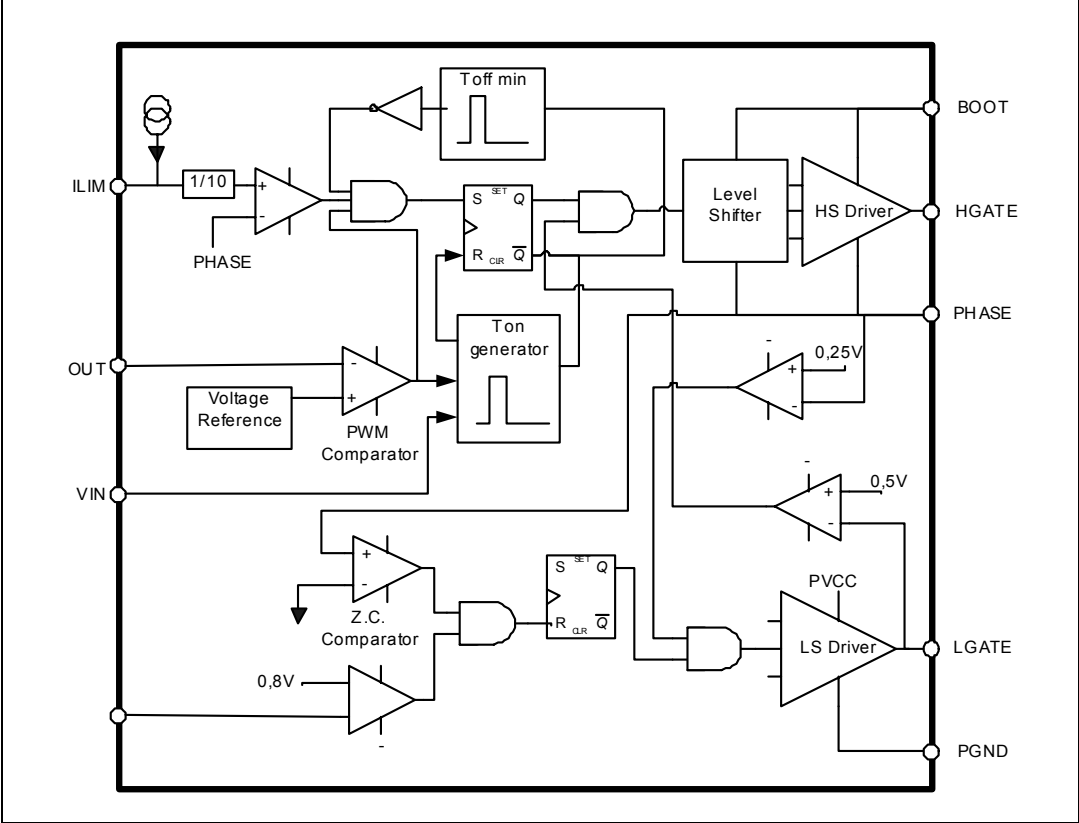 Toff min
BOOT
ILIM
1/10
+
-
S SET Q
R CLR Q
Level
Shifter
HS Driver
HGATE
PHASE
PHASE
Ton
generator
OUT
-
+
Voltage
Reference
PWM
Comparator
-
0,25V
+
-
VIN
-
0,5V
+
-
+
-
Z.C.
Comparator
S SET Q
R CLR Q
PVCC
LS Driver
LGATE
0,8V
-
PGND